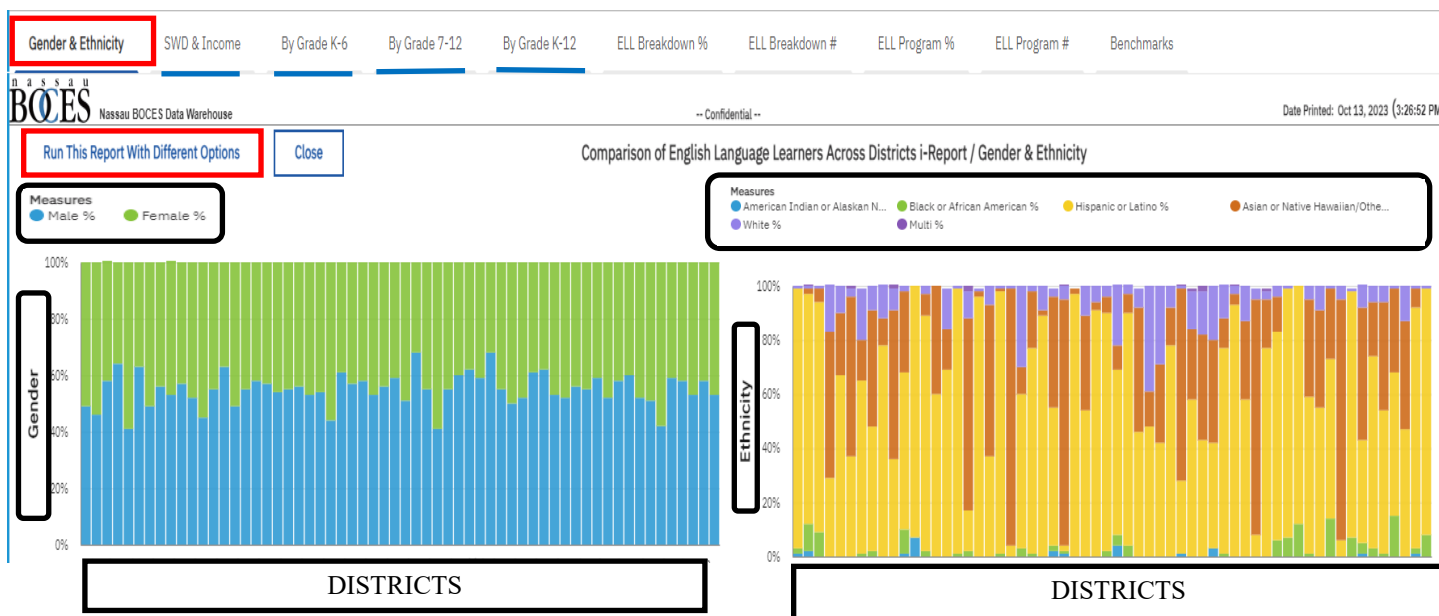 Gender & Ethnicity SWD & Income By Grade K-6 By Grade 7-12 By Grade K-12 ELL Breakdown % ELL Breakdown # ELL Program % ELL Program # Benchmarks
nassau
BOCES Nassau BOCES Data Warehouse -- Confidential -- Date Printed: Oct 13, 2023 (3:26:52 PM
Run This Report With Different Options Close Comparison of English Language Learners Across Districts i-Report / Gender & Ethnicity
Measures
Male % Female %
Measures
American Indian or Alaskan N... Black or African American % Hispanic or Latino % Asian or Native Hawaiian/Othe...
White % Multi %
100%
80%
60%
40%
20%
0%
Gender
DISTRICTS
100%
80%
60%
40%
20%
0%
Ethnicity
DISTRICTS